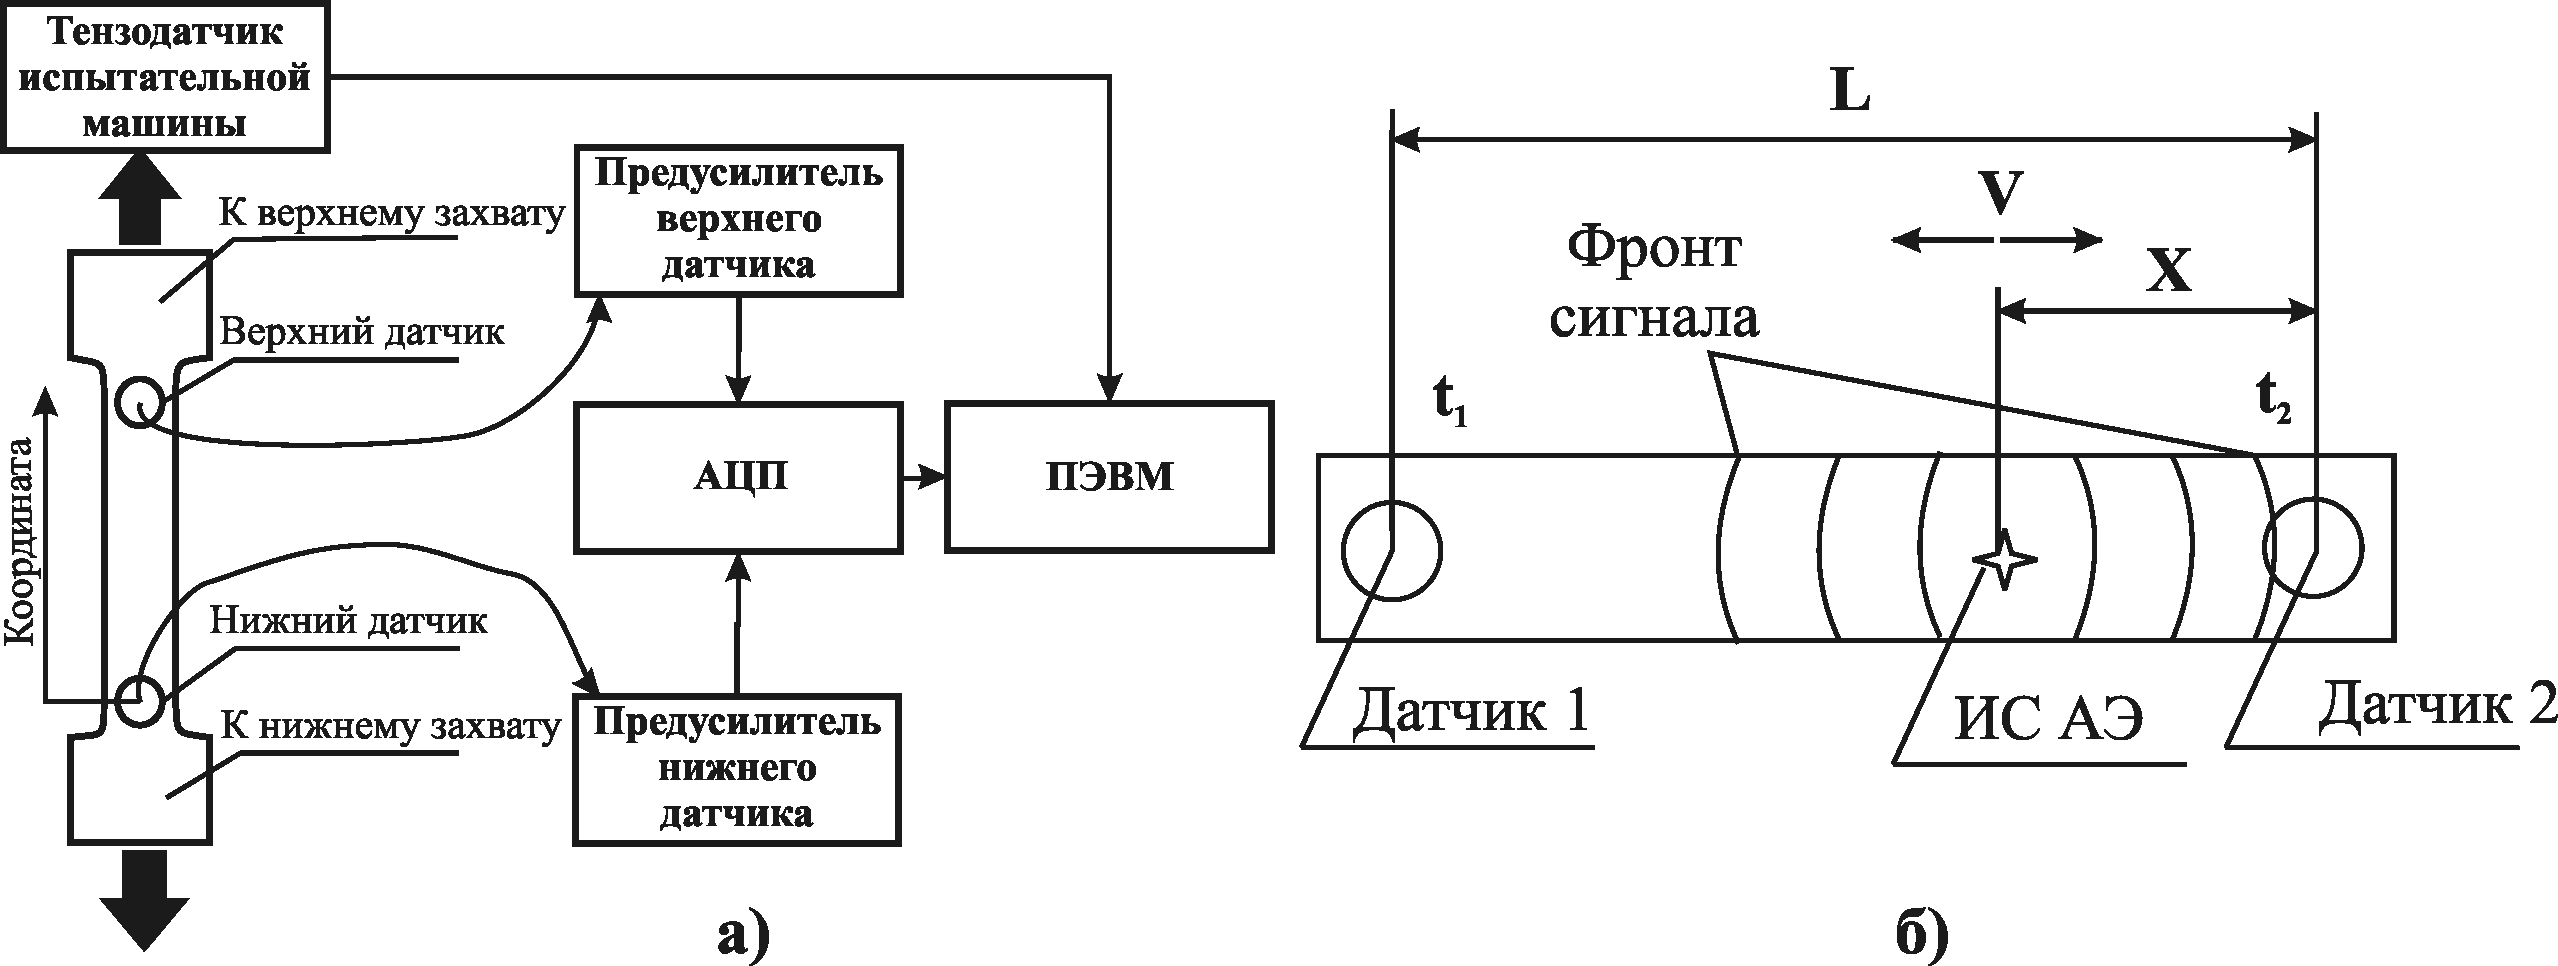 Тензодатчик
испытательной
машины
К верхнему захвату
Верхний датчик
Координата
Нижний датчик
К нижнему захвату
Предусилитель
верхнего
датчика
АЦП
ПЭВМ
Предусилитель
нижнего
датчика
а)
L
V
X
Фронт
сигнала
t₁
t₂
Датчик 1
ИС АЭ
Датчик 2
б)